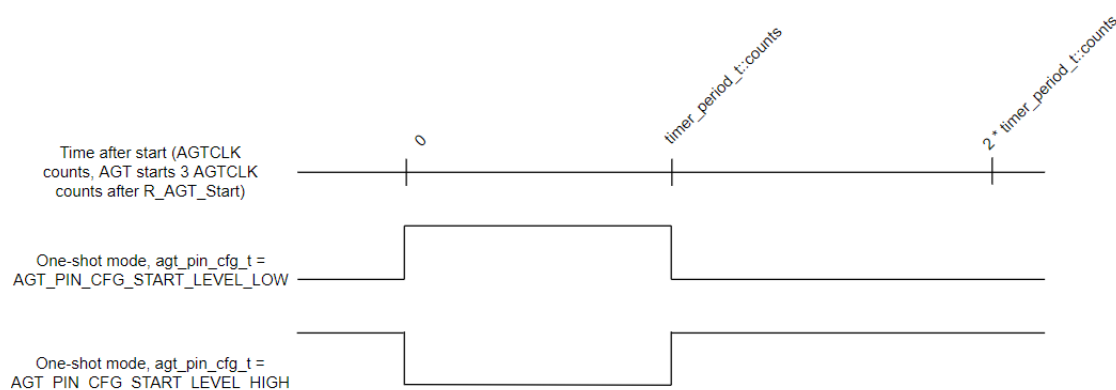 0
timer_period_t::counts
2 * timer_period_t::counts
Time after start (AGTCLK
counts, AGT starts 3 AGTCLK
counts after R_AGT_Start)
One-shot mode, agt_pin_cfg_t =
AGT_PIN_CFG_START_LEVEL_LOW
One-shot mode, agt_pin_cfg_t =
AGT_PIN_CFG_START_LEVEL_HIGH